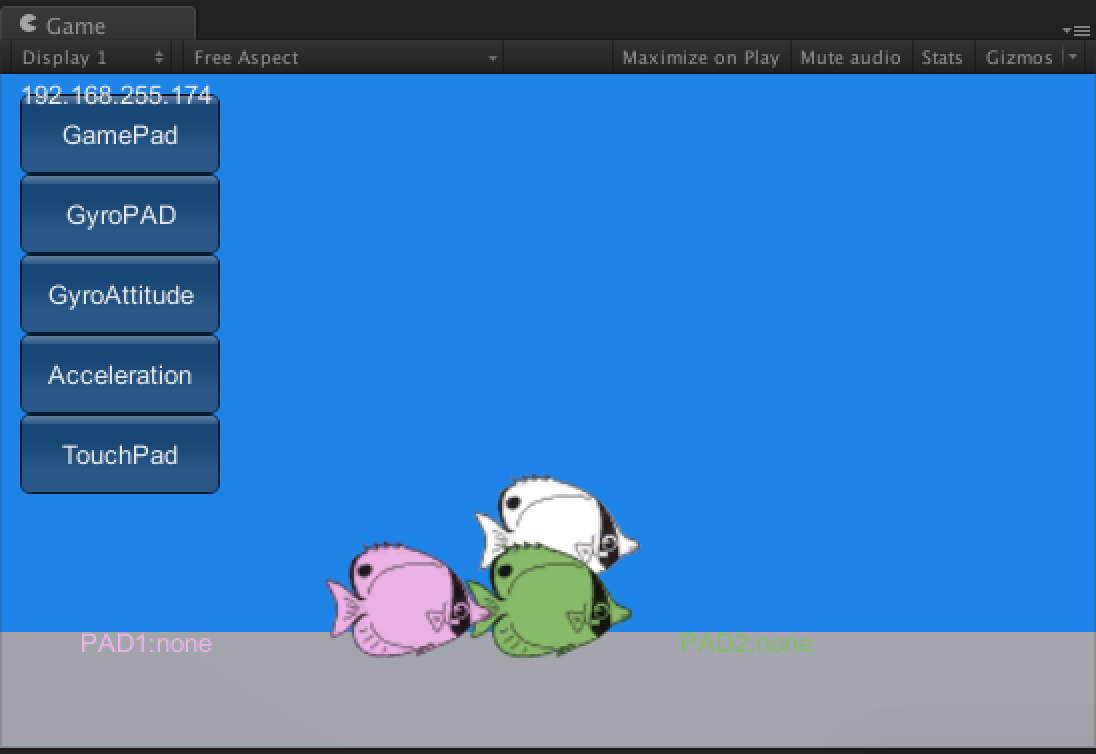 Game
Display 1 Free Aspect Maximize on Play Mute audio Stats Gizmos
192.168.255.174
GamePad
GyroPAD
GyroAttitude
Acceleration
TouchPad
PAD1:none PAD2:none